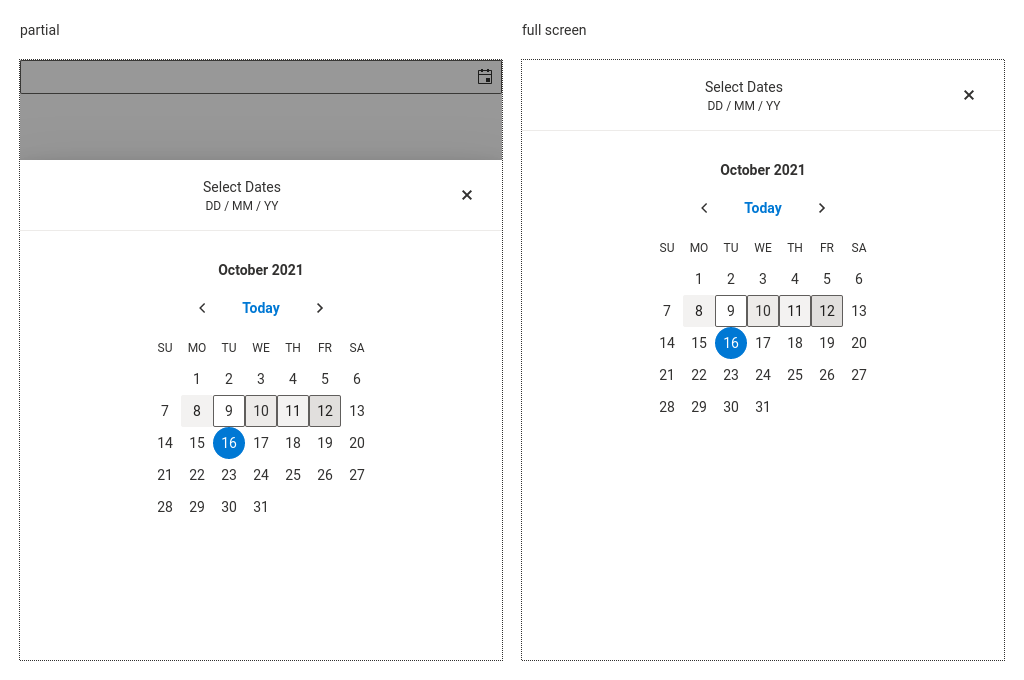 partial
Select Dates
DD / MM / YY
October 2021
Today
SU MO TU WE TH FR SA
1 2 3 4 5 6
7 8 9 10 11 12 13
14 15 16 17 18 19 20
21 22 23 24 25 26 27
28 29 30 31
full screen
Select Dates
DD / MM / YY
October 2021
Today
SU MO TU WE TH FR SA
1 2 3 4 5 6
7 8 9 10 11 12 13
14 15 16 17 18 19 20
21 22 23 24 25 26 27
28 29 30 31